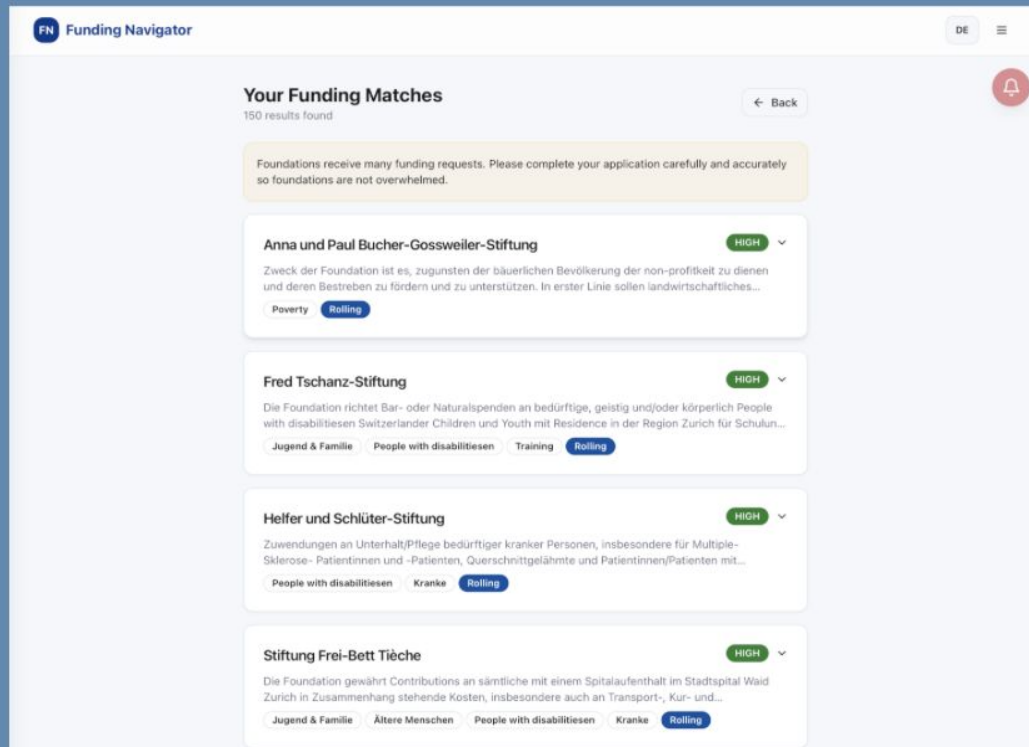 FN Funding Navigator
DE
Your Funding Matches
150 results found
← Back
Foundations receive many funding requests. Please complete your application carefully and accurately
so foundations are not overwhelmed.
Anna und Paul Bucher-Gossweiler-Stiftung
HIGH
Zweck der Foundation ist es, zugunsten der bäuerlichen Bevölkerung der non-profitkeit zu dienen
und deren Bestreben zu fördern und zu unterstützen. In erster Linie sollen landwirtschaftliches...
Poverty Rolling
Fred Tschanz-Stiftung
HIGH
Die Foundation richtet Bar- oder Naturalspenden an bedürftige, geistig und/oder körperlich People
with disabilitiesen Switzerlander Children und Youth mit Residence in der Region Zurich für Schulun...
Jugend & Familie People with disabilitiesen Training Rolling
Helfer und Schlüter-Stiftung
HIGH
Zuwendungen an Unterhalt/Pflege bedürftiger kranker Personen, insbesondere für Multiple-
Sklerose- Patientinnen und -Patienten, Querschnittgelähmte und Patientinnen/Patienten mit...
People with disabilitiesen Kranke Rolling
Stiftung Frei-Bett Tièche
HIGH
Die Foundation gewährt Contributions an sämtliche mit einem Spitalaufenthalt im Stadtspital Waid
Zurich in Zusammenhang stehende Kosten, insbesondere auch an Transport-, Kur- und...
Jugend & Familie Ältere Menschen People with disabilitiesen Kranke Rolling